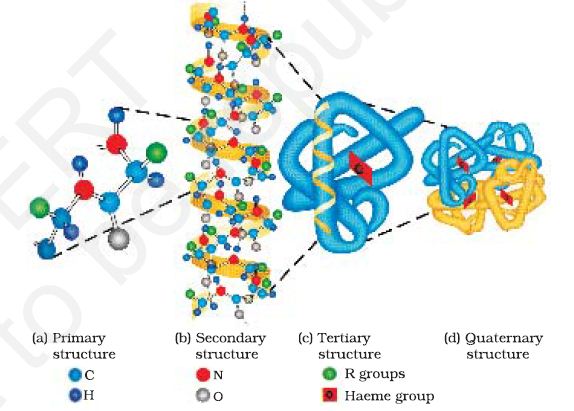 (a) Primary structure
(b) Secondary structure
(c) Tertiary structure
(d) Quaternary structure
C
N
R groups
H
O
Haeme group